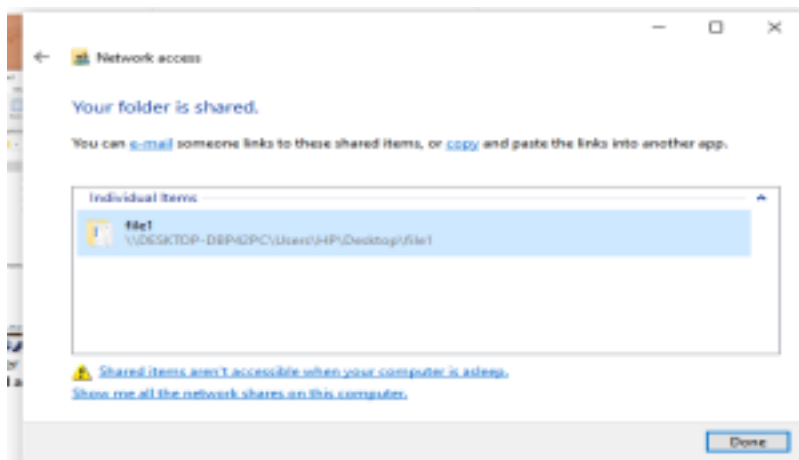 Network access
Your folder is shared.
You can e-mail someone links to these shared items, or copy and paste the links into another app.
Individual Items
file1
\\DESKTOP-DBP42PC\Users\HP\Desktop\file1
Shared items aren't accessible when your computer is asleep.
Show me all the network shares on this computer.
Done